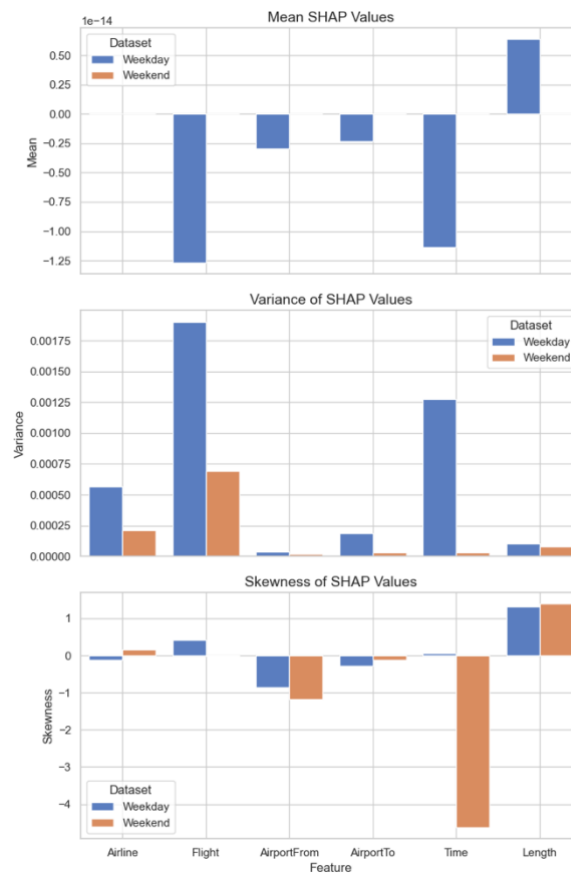 Mean SHAP Values
1e−14
Dataset
Weekday
Weekend
0.50
0.25
0.00
−0.25
−0.50
−0.75
−1.00
−1.25
Mean
Variance of SHAP Values
Dataset
Weekday
Weekend
0.00175
0.00150
0.00125
0.00100
0.00075
0.00050
0.00025
0.00000
Variance
Skewness of SHAP Values
1
0
−1
−2
−3
−4
Skewness
Dataset
Weekday
Weekend
Airline Flight AirportFrom AirportTo Time Length
Feature